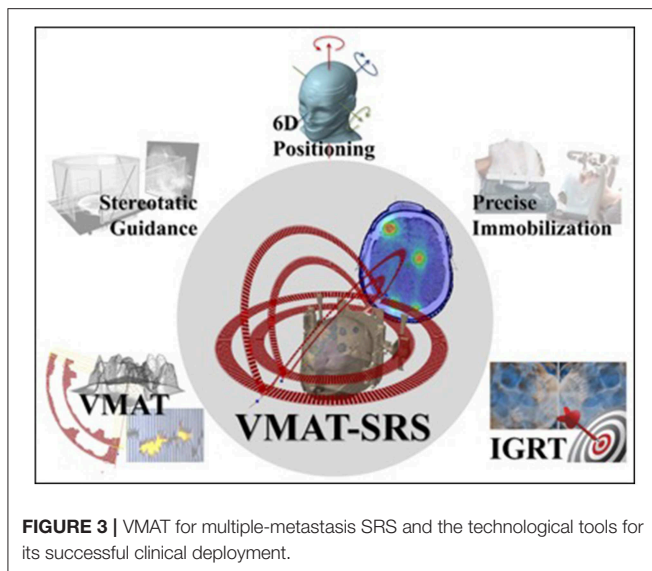 6D
Positioning
Stereotatic
Guidance
Precise
Immobilization
VMAT
VMAT-SRS
IGRT
FIGURE 3 | VMAT for multiple-metastasis SRS and the technological tools for
its successful clinical deployment.